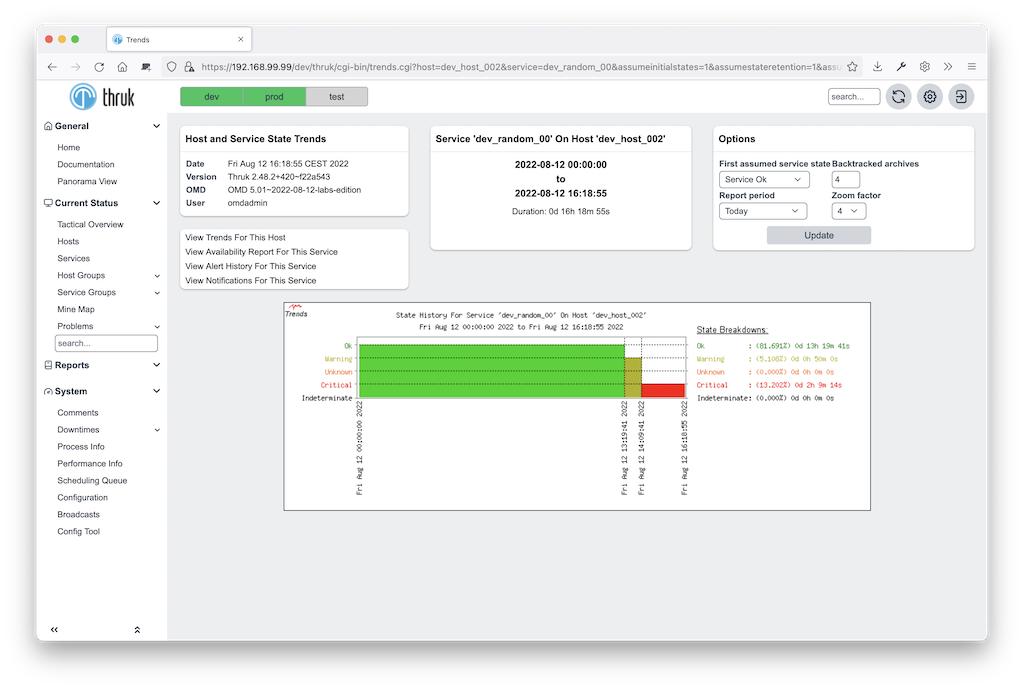 Trends
https://192.168.99.99/dev/thruk/cgi-bin/trends.cgi?host=dev_host_002&service=dev_random_00&assumeinitialstates=1&assumestateretention=1&assu
thruk
dev prod test
search...
General
Home
Documentation
Panorama View
Current Status
Tactical Overview
Hosts
Services
Host Groups
Service Groups
Mine Map
Problems
search...
Reports
System
Comments
Downtimes
Process Info
Performance Info
Scheduling Queue
Configuration
Broadcasts
Config Tool
Host and Service State Trends
Date Fri Aug 12 16:18:55 CEST 2022
Version Thruk 2.48.2+420~f22a543
OMD OMD 5.01~2022-08-12-labs-edition
User omdadmin
View Trends For This Host
View Availability Report For This Service
View Alert History For This Service
View Notifications For This Service
Service 'dev_random_00' On Host 'dev_host_002'
2022-08-12 00:00:00
to
2022-08-12 16:18:55
Duration: 0d 16h 18m 55s
Options
First assumed service state Backtracked archives
Service Ok 4
Report period Zoom factor
Today 4
Update
Trends
State History For Service 'dev_random_00' On Host 'dev_host_002'
Fri Aug 12 00:00:00 2022 to Fri Aug 12 16:18:55 2022
Ok
Warning
Unknown
Critical
Indeterminate
Fri Aug 12 00:00:00 2022
Fri Aug 12 13:19:41 2022
Fri Aug 12 14:09:41 2022
Fri Aug 12 16:18:55 2022
State Breakdowns:
Ok : (81.691%) 0d 13h 19m 41s
Warning : (5.108%) 0d 0h 50m 0s
Unknown : (0.000%) 0d 0h 0m 0s
Critical : (13.202%) 0d 2h 9m 14s
Indeterminate: (0.000%) 0d 0h 0m 0s